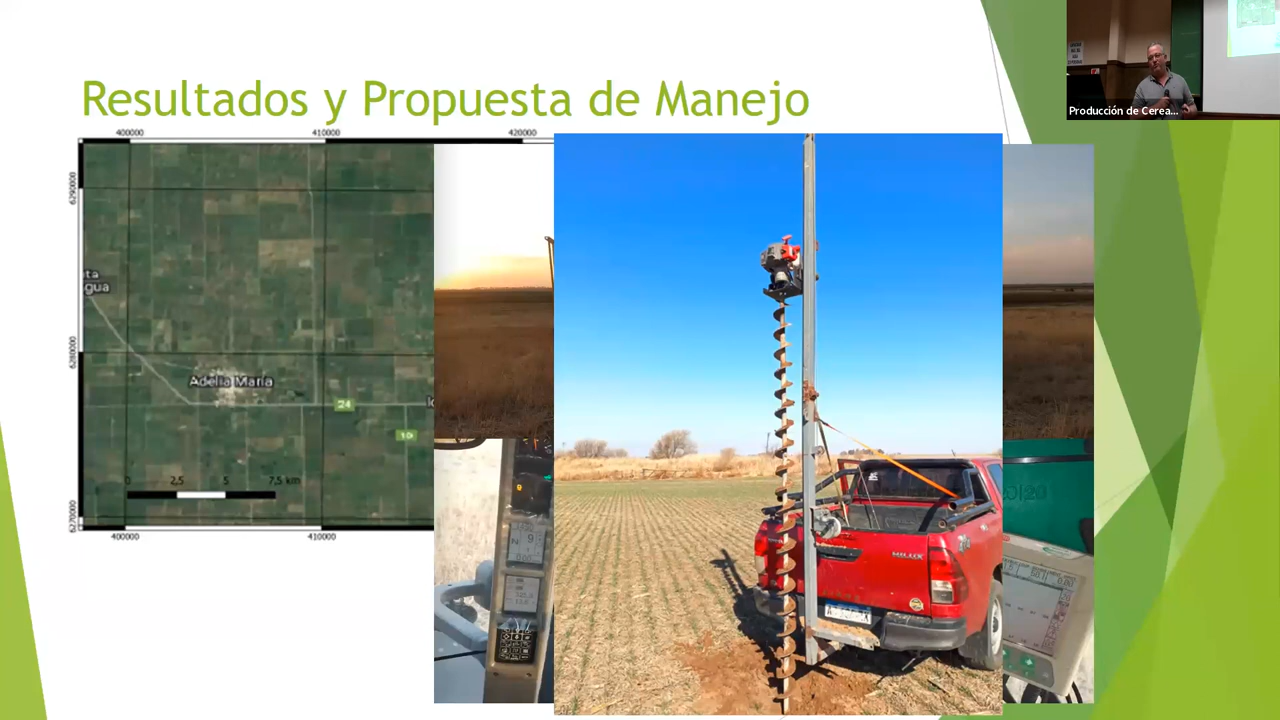 Resultados y Propuesta de Manejo
Producción de Cerea...
400000
410000
420000
6290000
6280000
6270000
ta
gua
Adelia María
24
10
0
2,5
5
7,5 km
400000
410000
HILUX